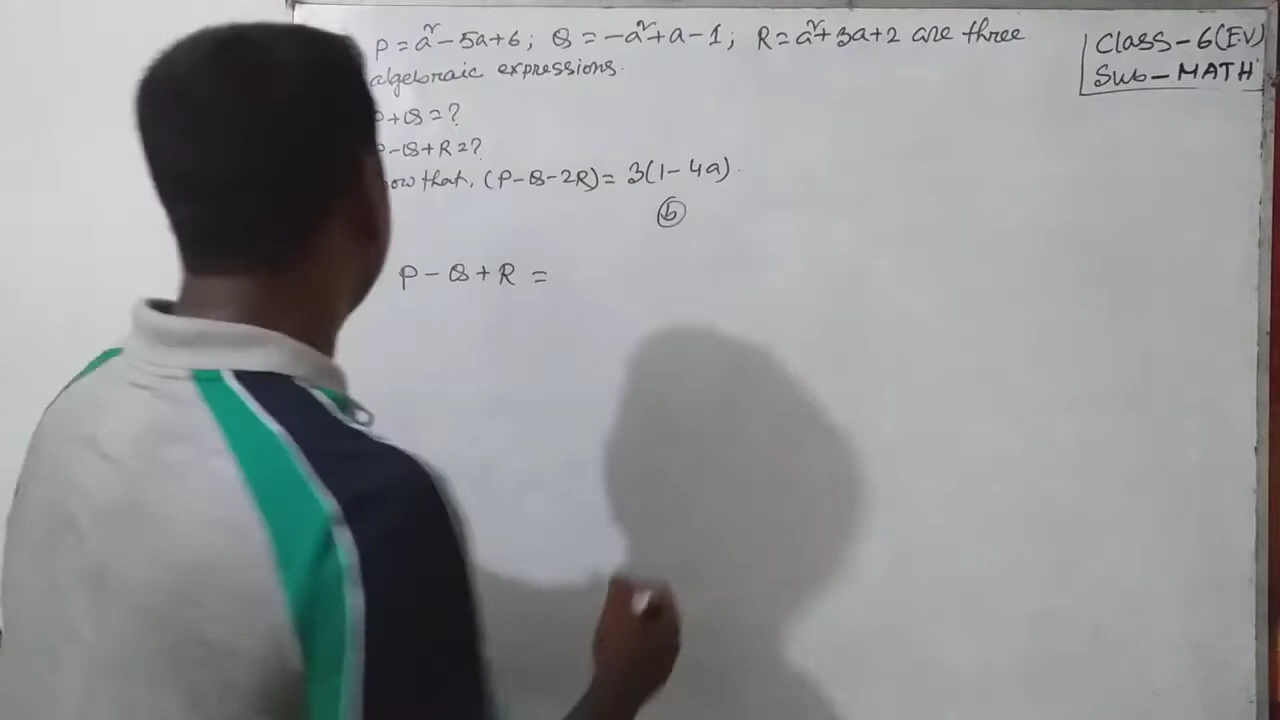 P = a² - 5a + 6 ; Q = -a² + a - 1 ; R = a² + 3a + 2 are three
algebraic expressions.
P + Q = ?
P - Q + R = ?
ow that, (P - Q - 2R) = 3(1 - 4a).
ⓑ
P - Q + R =
Class - 6 (EV)
Sub - MATH